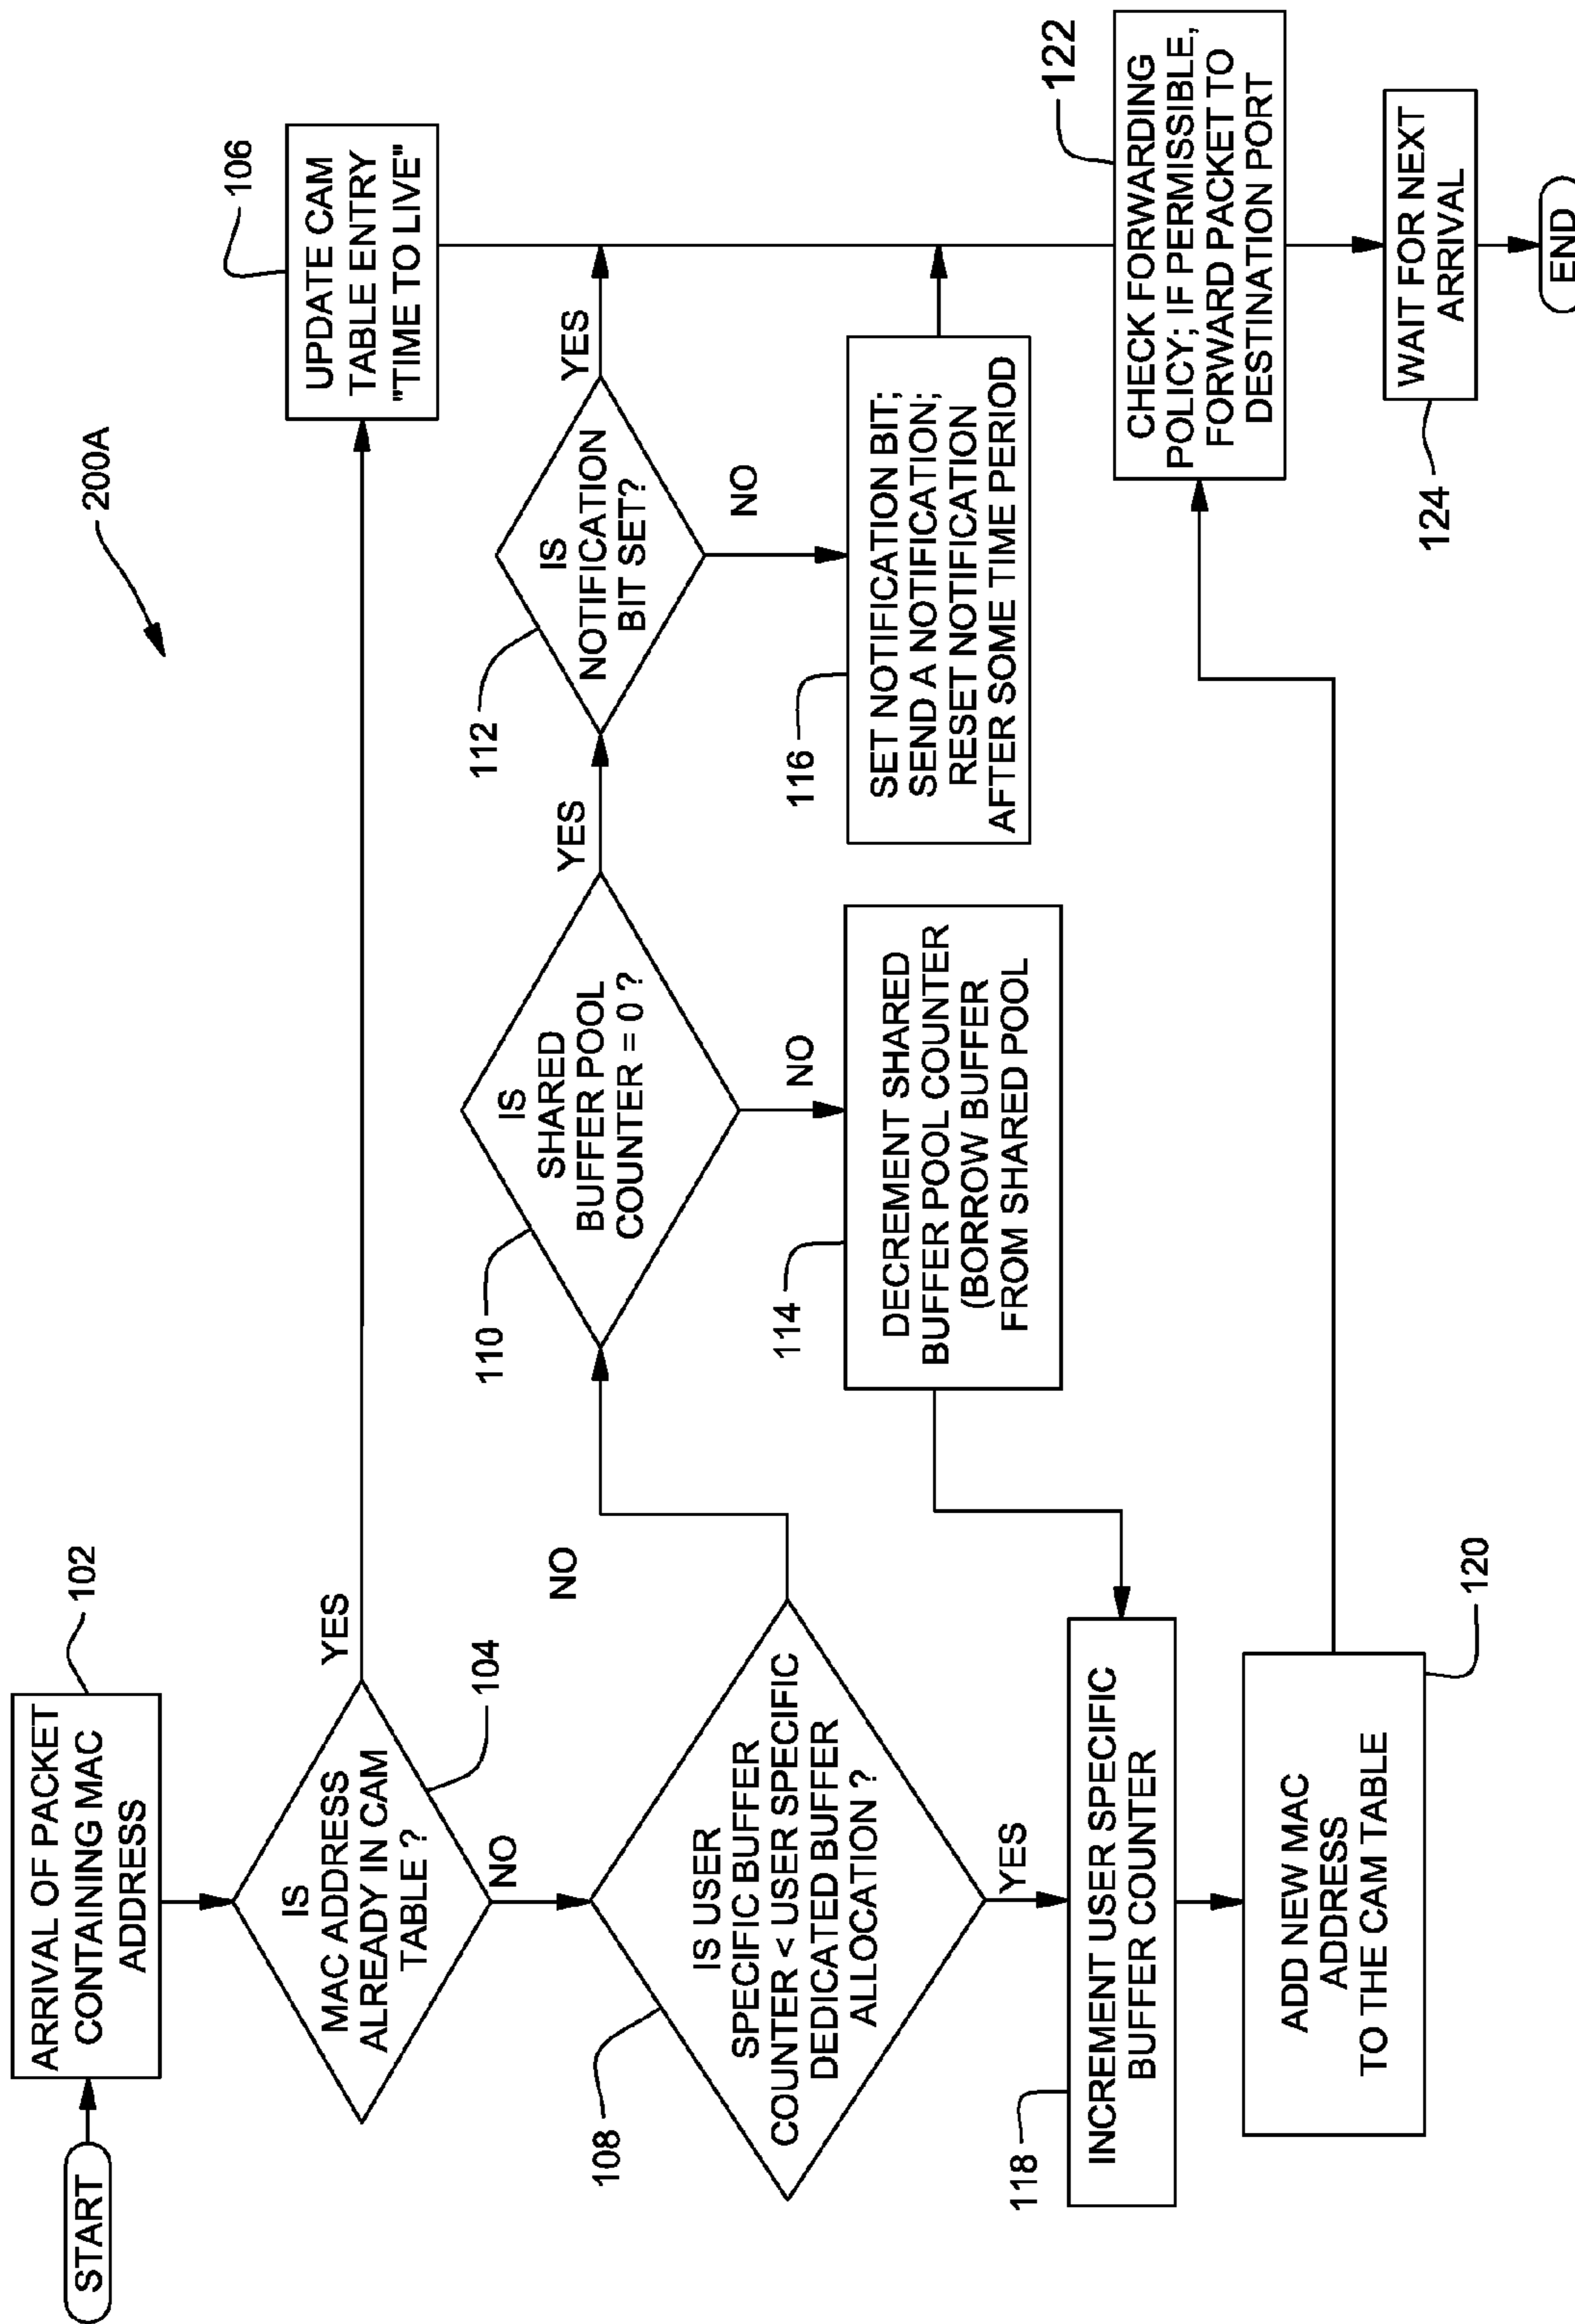 200A
START
ARRIVAL OF PACKET
CONTAINING MAC
ADDRESS
102
IS
MAC ADDRESS
ALREADY IN CAM
TABLE ?
104
YES
NO
UPDATE CAM
TABLE ENTRY
"TIME TO LIVE"
106
IS USER
SPECIFIC BUFFER
COUNTER < USER SPECIFIC
DEDICATED BUFFER
ALLOCATION ?
108
NO
YES
IS
SHARED
BUFFER POOL
COUNTER = 0 ?
110
YES
NO
IS
NOTIFICATION
BIT SET?
112
YES
NO
DECREMENT SHARED
BUFFER POOL COUNTER
(BORROW BUFFER
FROM SHARED POOL
114
SET NOTIFICATION BIT;
SEND A NOTIFICATION;
RESET NOTIFICATION
AFTER SOME TIME PERIOD
116
INCREMENT USER SPECIFIC
BUFFER COUNTER
118
ADD NEW MAC
ADDRESS
TO THE CAM TABLE
120
CHECK FORWARDING
POLICY; IF PERMISSIBLE,
FORWARD PACKET TO
DESTINATION PORT
122
WAIT FOR NEXT
ARRIVAL
124
END